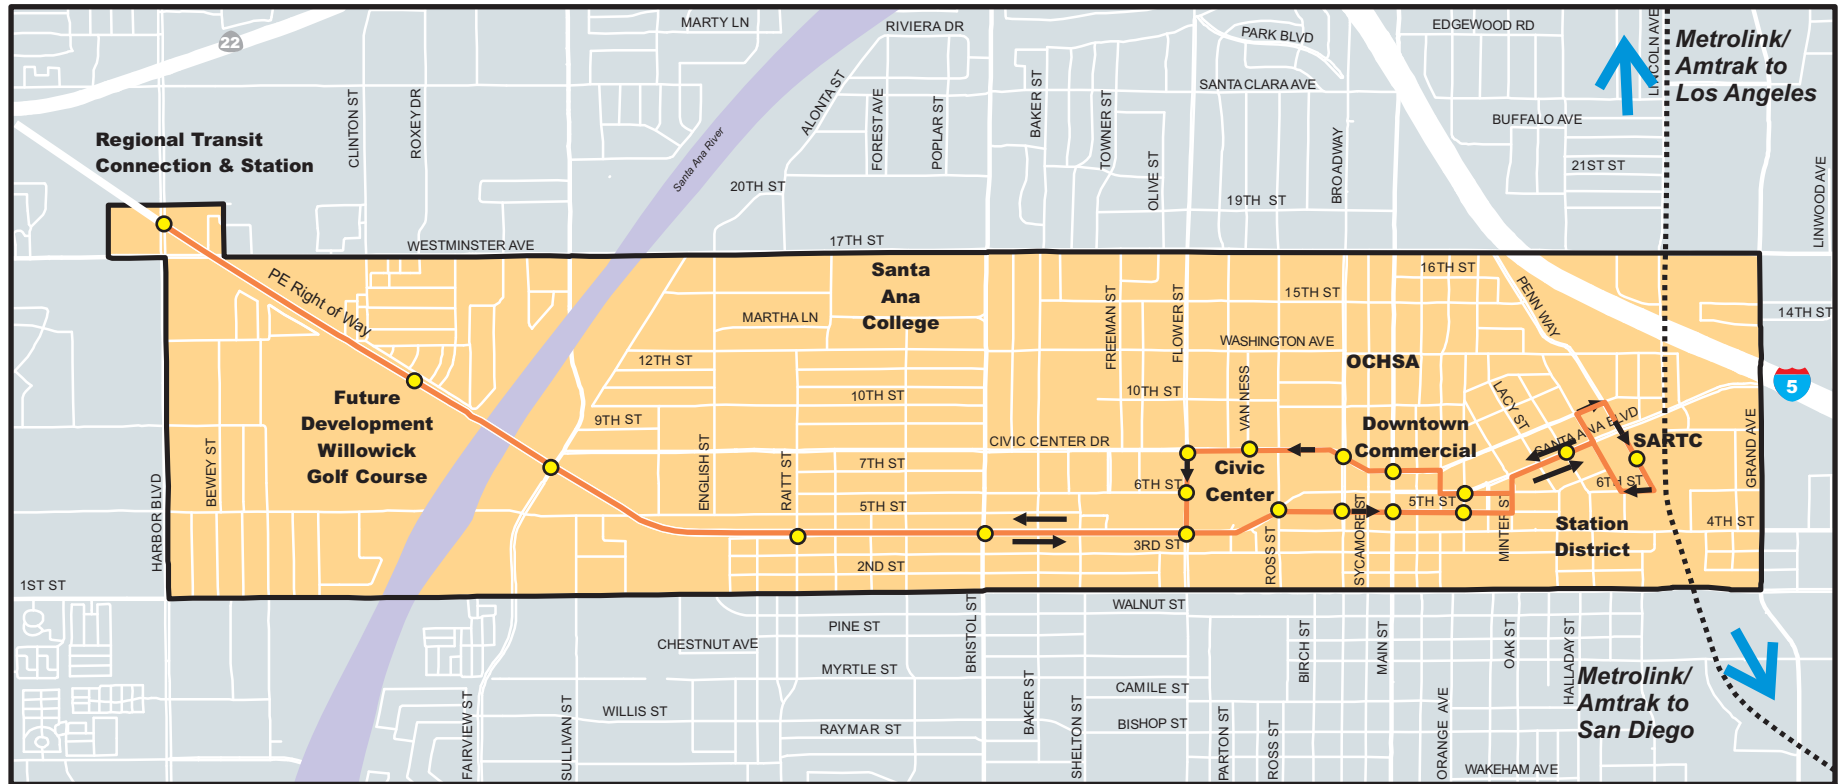 MARTY LN
RIVIERA DR
EDGEWOOD RD
PARK BLVD
LINCOLN AVE
Metrolink/
Amtrak to
Los Angeles
22
SANTA CLARA AVE
BUFFALO AVE
CLINTON ST
ROXEY DR
ALONTA ST
FOREST AVE
POPLAR ST
BAKER ST
TOWNER ST
OLIVE ST
BROADWAY
21ST ST
LINWOOD AVE
Regional Transit
Connection & Station
Santa Ana River
20TH ST
19TH ST
WESTMINSTER AVE
17TH ST
PE Right of Way
Santa
Ana
College
16TH ST
15TH ST
PENN WAY
14TH ST
MARTHA LN
FREEMAN ST
FLOWER ST
WASHINGTON AVE
OCHSA
12TH ST
VAN NESS
5
Future
Development
Willowick
Golf Course
10TH ST
10TH ST
LACY ST
9TH ST
Downtown
Commercial
SANTA ANA BLVD
SARTC
GRAND AVE
BEWEY ST
ENGLISH ST
RAITT ST
CIVIC CENTER DR
7TH ST
Civic
Center
6TH ST
6TH ST
HARBOR BLVD
5TH ST
5TH ST
SYCAMORE ST
MINTER ST
Station
District
4TH ST
3RD ST
ROSS ST
2ND ST
1ST ST
WALNUT ST
BRISTOL ST
PINE ST
CHESTNUT AVE
MYRTLE ST
BIRCH ST
MAIN ST
OAK ST
HALLADAY ST
Metrolink/
Amtrak to
San Diego
CAMILE ST
BISHOP ST
WILLIS ST
RAYMAR ST
FAIRVIEW ST
SULLIVAN ST
BAKER ST
SHELTON ST
PARTON ST
ROSS ST
ORANGE AVE
WAKEHAM AVE